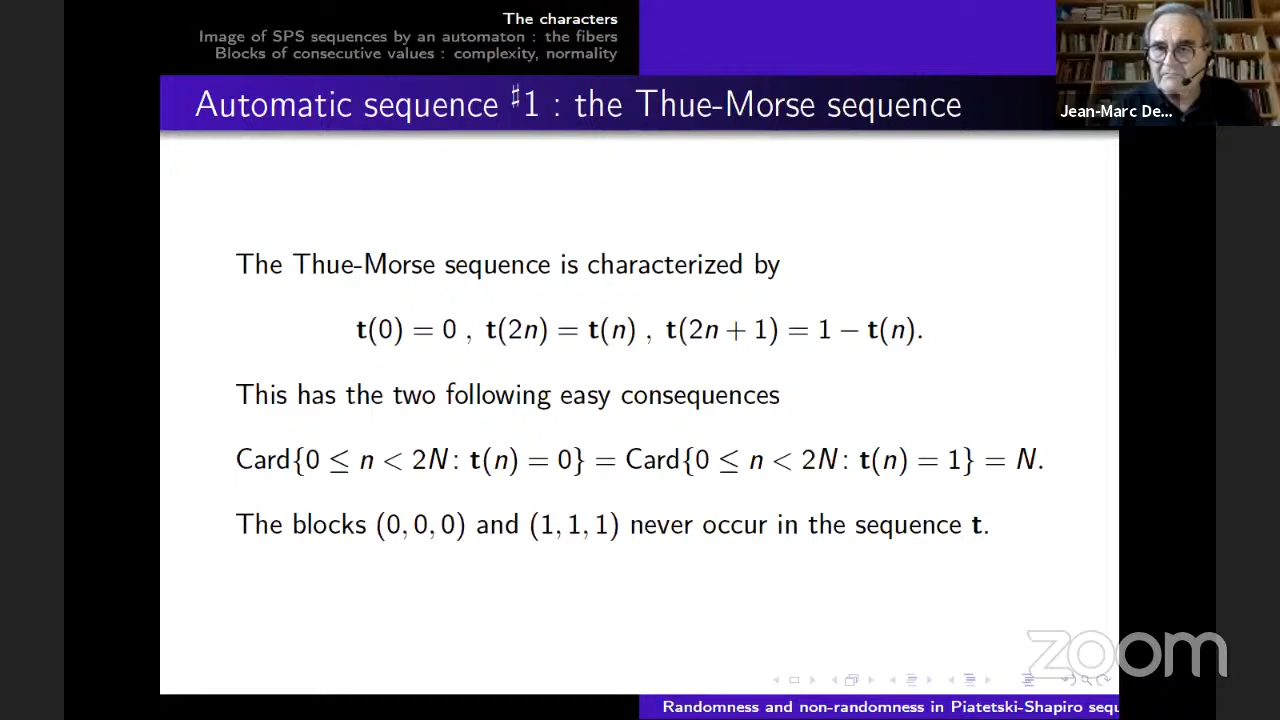 The characters
Image of SPS sequences by an automaton : the fibers
Blocks of consecutive values : complexity, normality
Automatic sequence ♯1 : the Thue-Morse sequence
Jean-Marc De...
The Thue-Morse sequence is characterized by
t(0) = 0 , t(2n) = t(n) , t(2n + 1) = 1 − t(n).
This has the two following easy consequences
Card{0 ≤ n < 2N : t(n) = 0} = Card{0 ≤ n < 2N : t(n) = 1} = N.
The blocks (0, 0, 0) and (1, 1, 1) never occur in the sequence t.
zoom
Randomness and non-randomness in Piatetski-Shapiro sequ